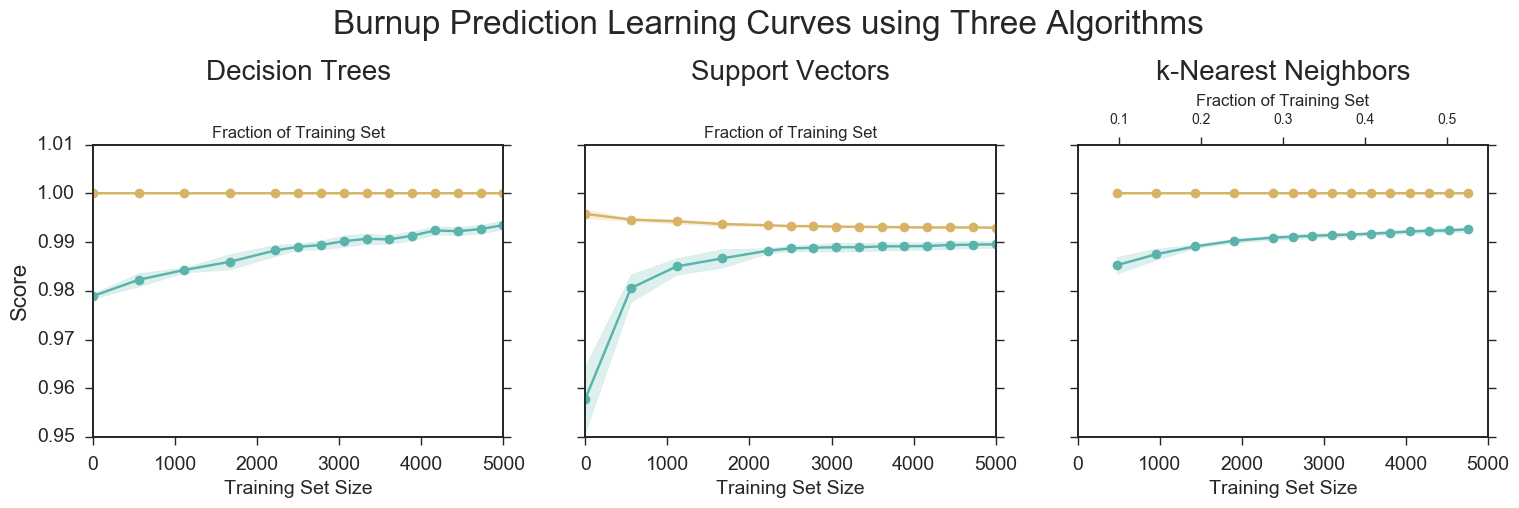 Burnup Prediction Learning Curves using Three Algorithms
Decision Trees
Support Vectors
k-Nearest Neighbors
Fraction of Training Set
Fraction of Training Set
Fraction of Training Set
0.1 0.2 0.3 0.4 0.5
Score
1.01
1.00
0.99
0.98
0.97
0.96
0.95
0 1000 2000 3000 4000 5000
Training Set Size
0 1000 2000 3000 4000 5000
Training Set Size
0 1000 2000 3000 4000 5000
Training Set Size